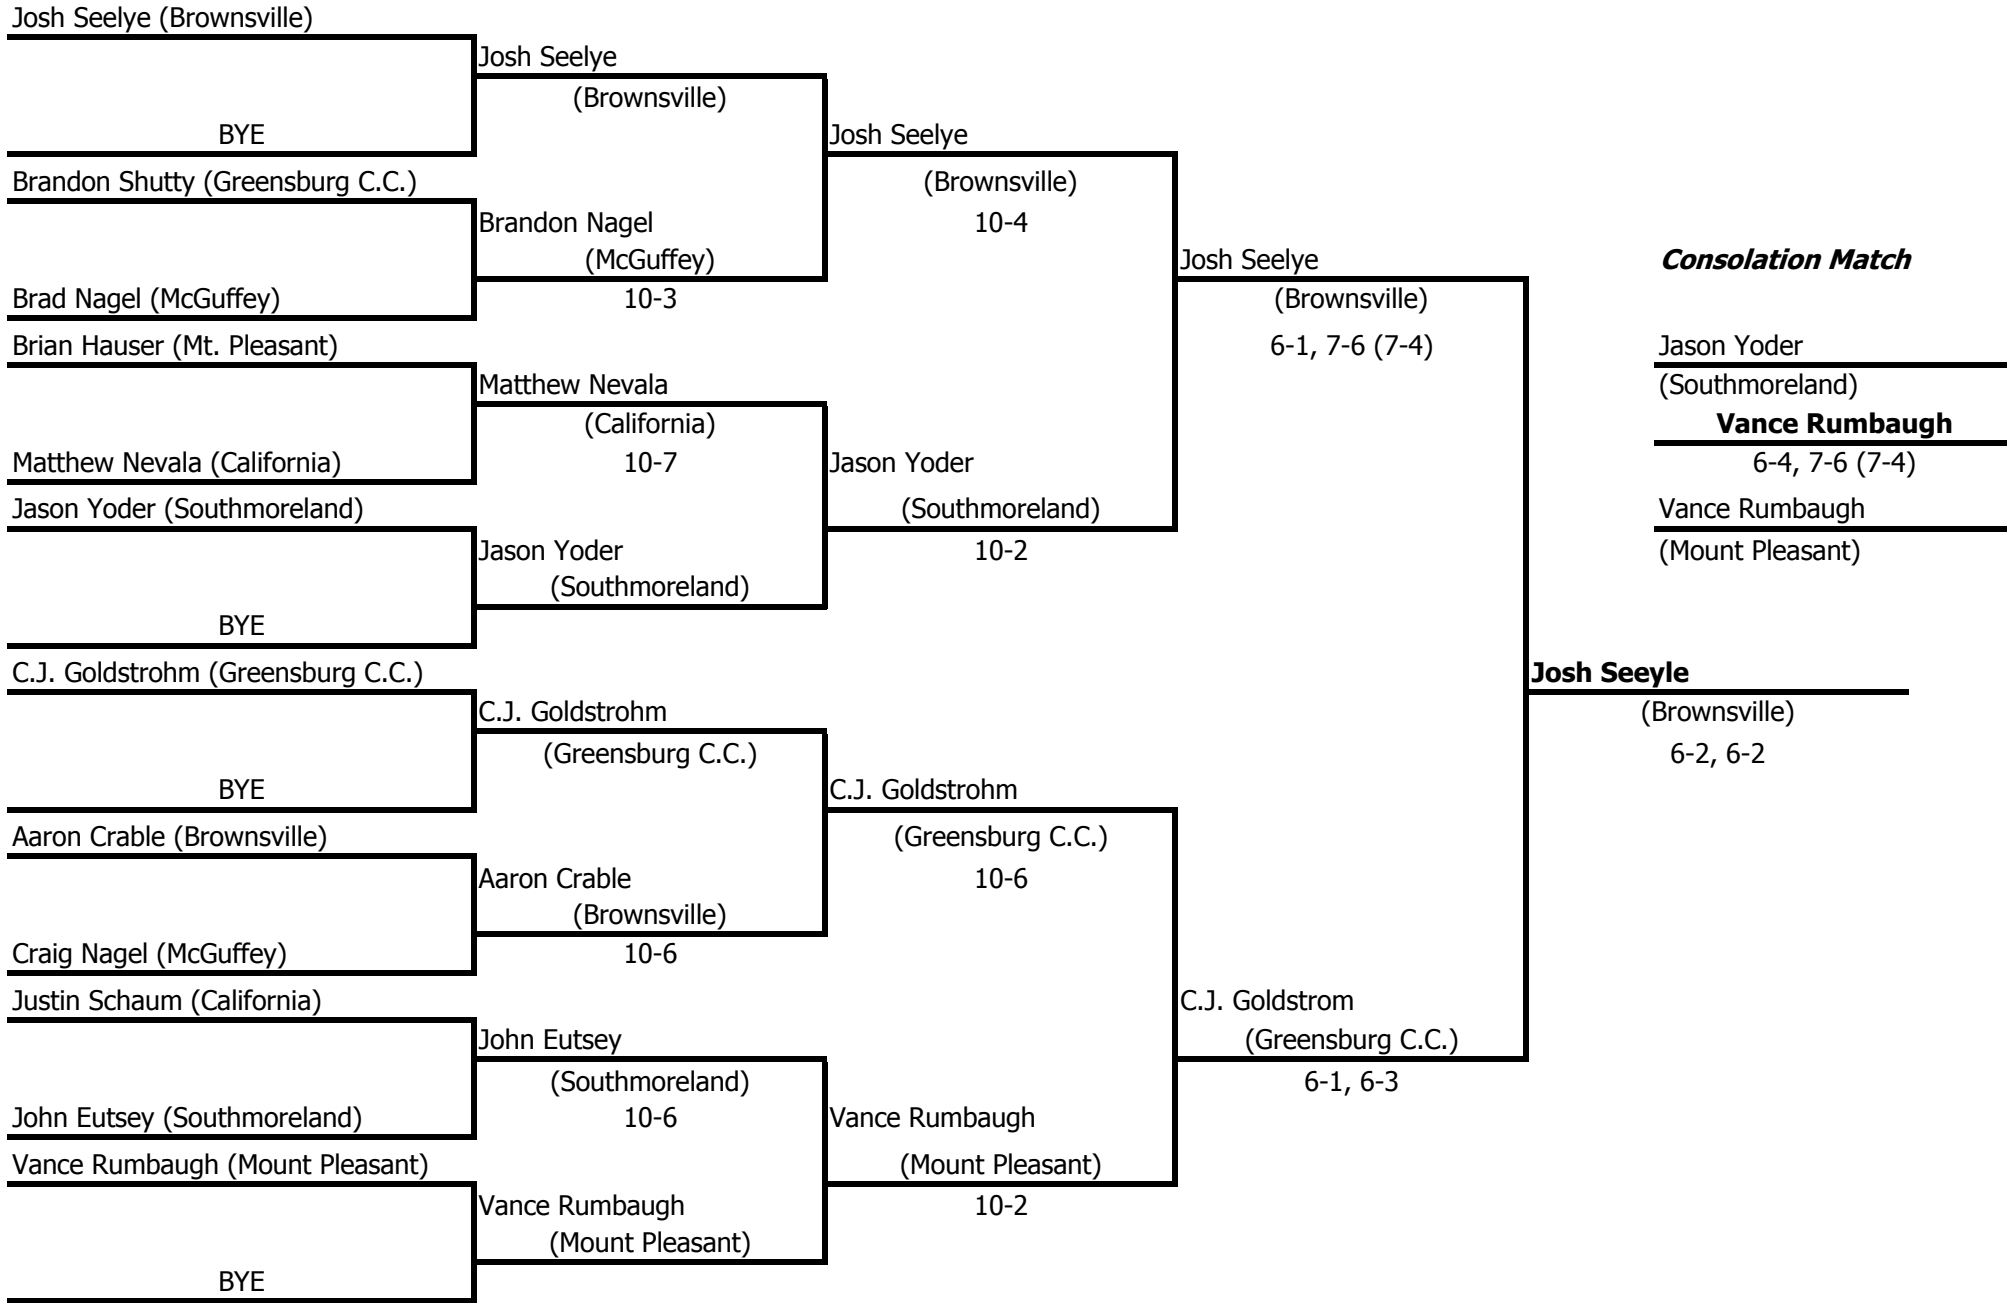 Josh Seelye (Brownsville)
BYE
Brandon Shutty (Greensburg C.C.)
Brad Nagel (McGuffey)
Brian Hauser (Mt. Pleasant)
Matthew Nevala (California)
Jason Yoder (Southmoreland)
BYE
C.J. Goldstrohm (Greensburg C.C.)
BYE
Aaron Crable (Brownsville)
Craig Nagel (McGuffey)
Justin Schaum (California)
John Eutsey (Southmoreland)
Vance Rumbaugh (Mount Pleasant)
BYE
Josh Seelye
(Brownsville)
Brandon Nagel
(McGuffey)
10-3
Matthew Nevala
(California)
10-7
Jason Yoder
(Southmoreland)
C.J. Goldstrohm
(Greensburg C.C.)
Aaron Crable
(Brownsville)
10-6
John Eutsey
(Southmoreland)
10-6
Vance Rumbaugh
(Mount Pleasant)
Josh Seelye
(Brownsville)
10-4
Jason Yoder
(Southmoreland)
10-2
C.J. Goldstrohm
(Greensburg C.C.)
10-6
Vance Rumbaugh
(Mount Pleasant)
10-2
Josh Seelye
(Brownsville)
6-1, 7-6 (7-4)
C.J. Goldstrom
(Greensburg C.C.)
6-1, 6-3
Josh Seeyle
(Brownsville)
6-2, 6-2
Consolation Match
Jason Yoder
(Southmoreland)
Vance Rumbaugh
6-4, 7-6 (7-4)
Vance Rumbaugh
(Mount Pleasant)